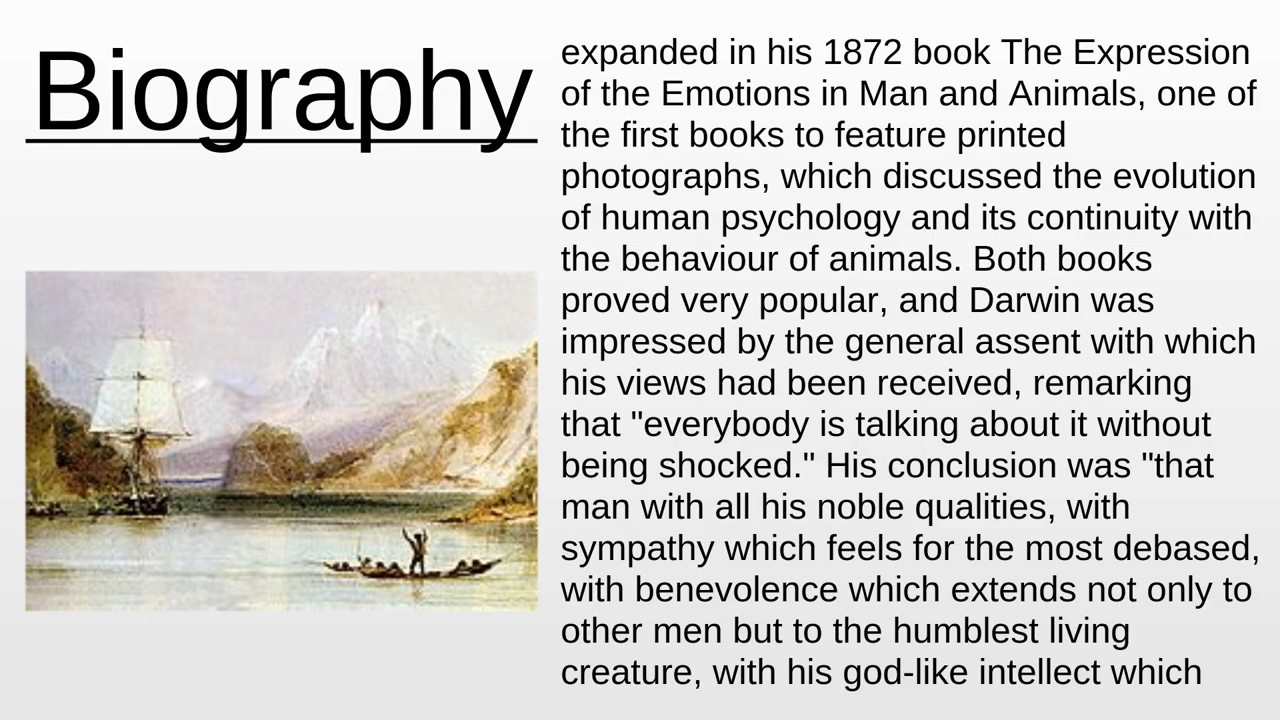 Biography
expanded in his 1872 book The Expression
of the Emotions in Man and Animals, one of
the first books to feature printed
photographs, which discussed the evolution
of human psychology and its continuity with
the behaviour of animals. Both books
proved very popular, and Darwin was
impressed by the general assent with which
his views had been received, remarking
that "everybody is talking about it without
being shocked." His conclusion was "that
man with all his noble qualities, with
sympathy which feels for the most debased,
with benevolence which extends not only to
other men but to the humblest living
creature, with his god-like intellect which